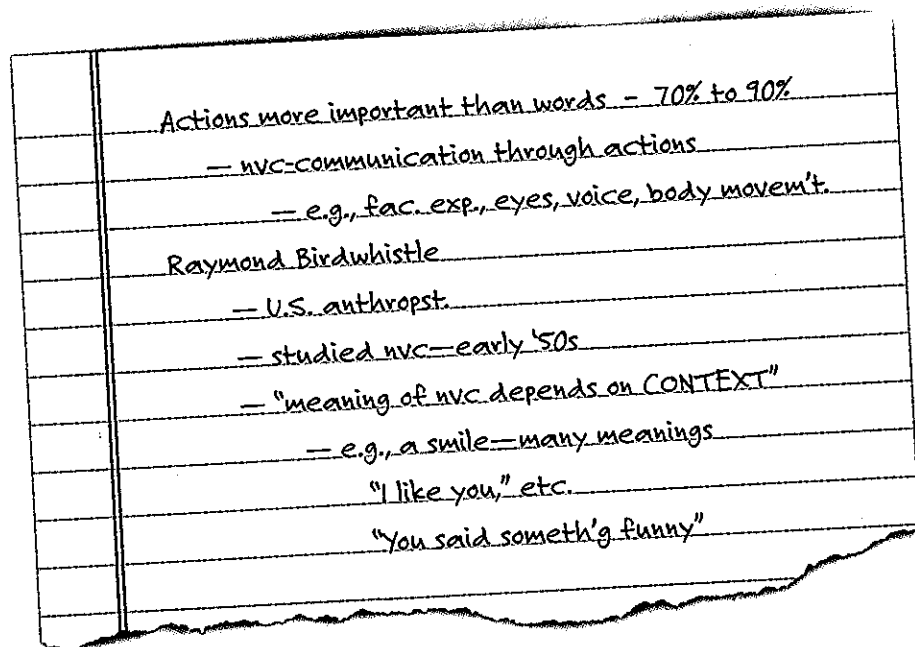 Actions more important than words - 70% to 90%
— nvc-communication through actions
— e.g., fac. exp., eyes, voice, body movem't.
Raymond Birdwhistle
— U.S. anthropst.
— studied nvc—early '50s
— "meaning of nvc depends on CONTEXT"
— e.g., a smile—many meanings
"I like you," etc.
"You said someth'g funny"